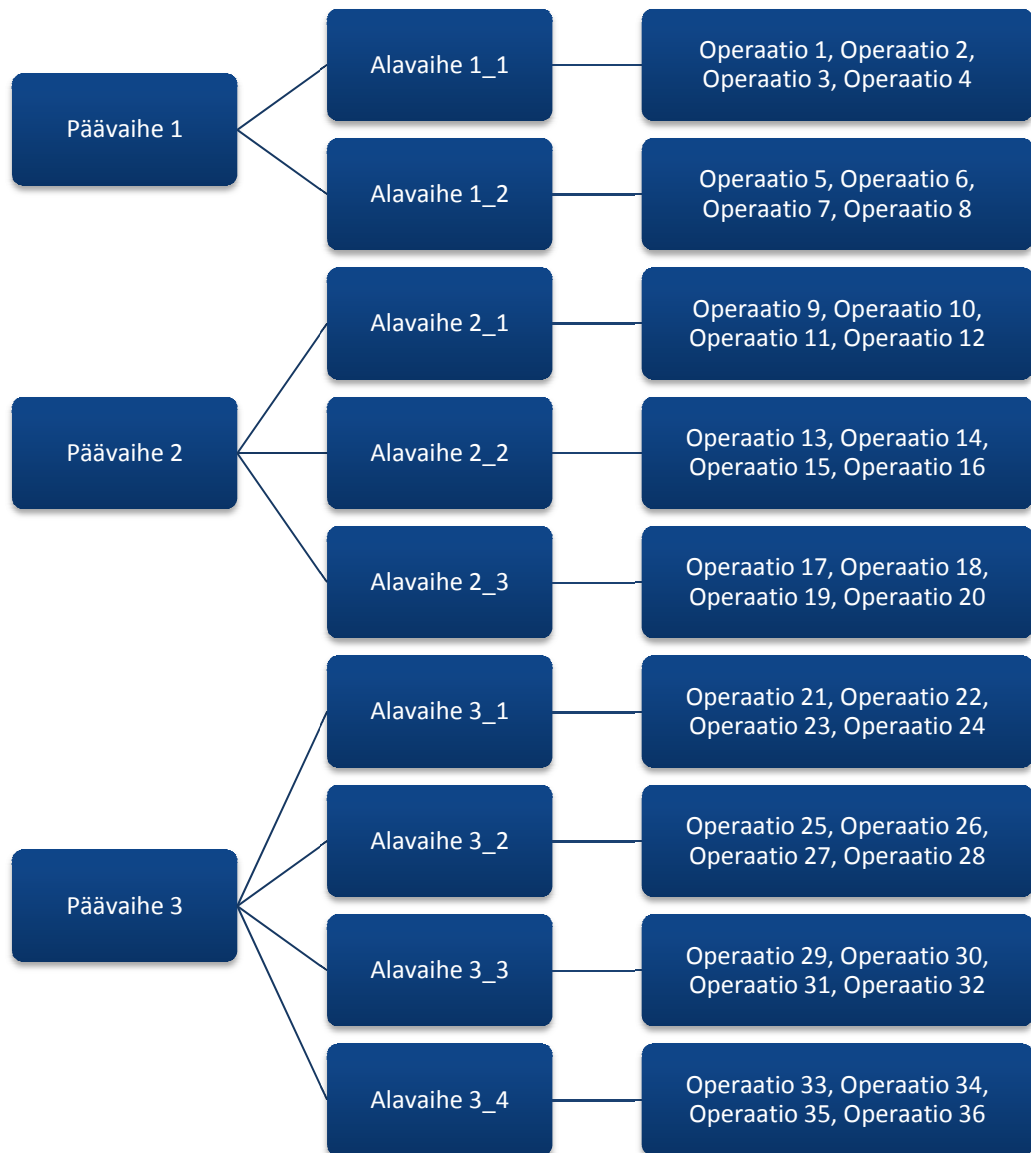 Päävaihe 1
Alavaihe 1_1
Operaatio 1, Operaatio 2,
Operaatio 3, Operaatio 4
Alavaihe 1_2
Operaatio 5, Operaatio 6,
Operaatio 7, Operaatio 8
Päävaihe 2
Alavaihe 2_1
Operaatio 9, Operaatio 10,
Operaatio 11, Operaatio 12
Alavaihe 2_2
Operaatio 13, Operaatio 14,
Operaatio 15, Operaatio 16
Alavaihe 2_3
Operaatio 17, Operaatio 18,
Operaatio 19, Operaatio 20
Päävaihe 3
Alavaihe 3_1
Operaatio 21, Operaatio 22,
Operaatio 23, Operaatio 24
Alavaihe 3_2
Operaatio 25, Operaatio 26,
Operaatio 27, Operaatio 28
Alavaihe 3_3
Operaatio 29, Operaatio 30,
Operaatio 31, Operaatio 32
Alavaihe 3_4
Operaatio 33, Operaatio 34,
Operaatio 35, Operaatio 36